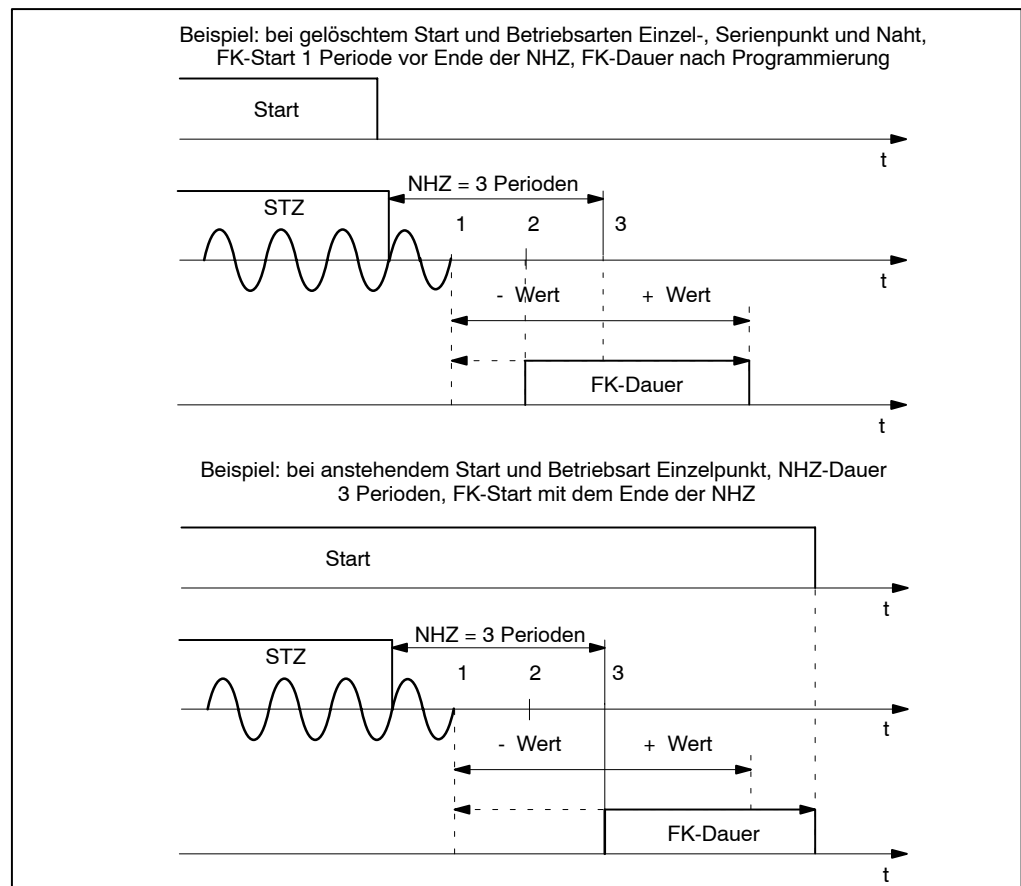 Beispiel: bei gelöschtem Start und Betriebsarten Einzel-, Serienpunkt und Naht,
FK-Start 1 Periode vor Ende der NHZ, FK-Dauer nach Programmierung
Start
t
NHZ = 3 Perioden
STZ
1 2 3
t
- Wert + Wert
FK-Dauer
t
Beispiel: bei anstehendem Start und Betriebsart Einzelpunkt, NHZ-Dauer
3 Perioden, FK-Start mit dem Ende der NHZ
Start
t
NHZ = 3 Perioden
STZ
1 2 3
t
- Wert + Wert
FK-Dauer
t